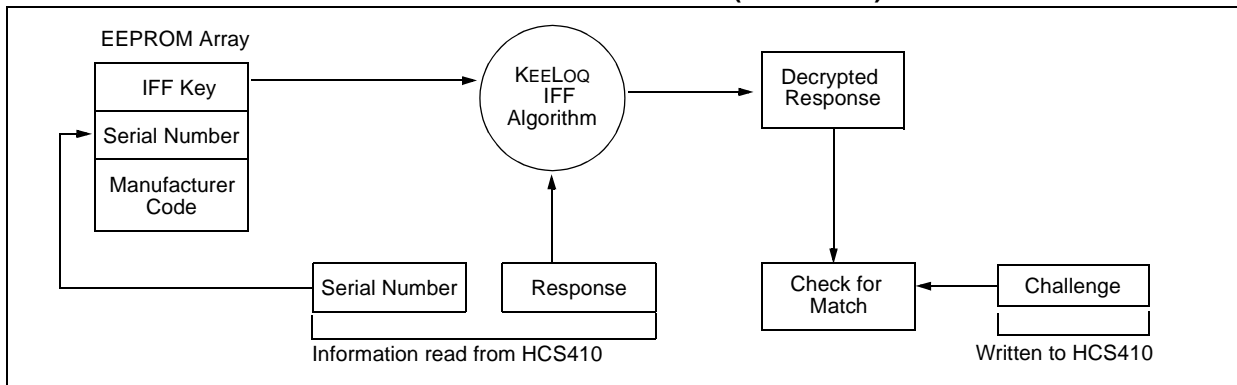 EEPROM Array
IFF Key
Serial Number
Manufacturer
Code
KEELOQ
IFF
Algorithm
Decrypted
Response
Serial Number
Response
Information read from HCS410
Check for
Match
Challenge
Written to HCS410